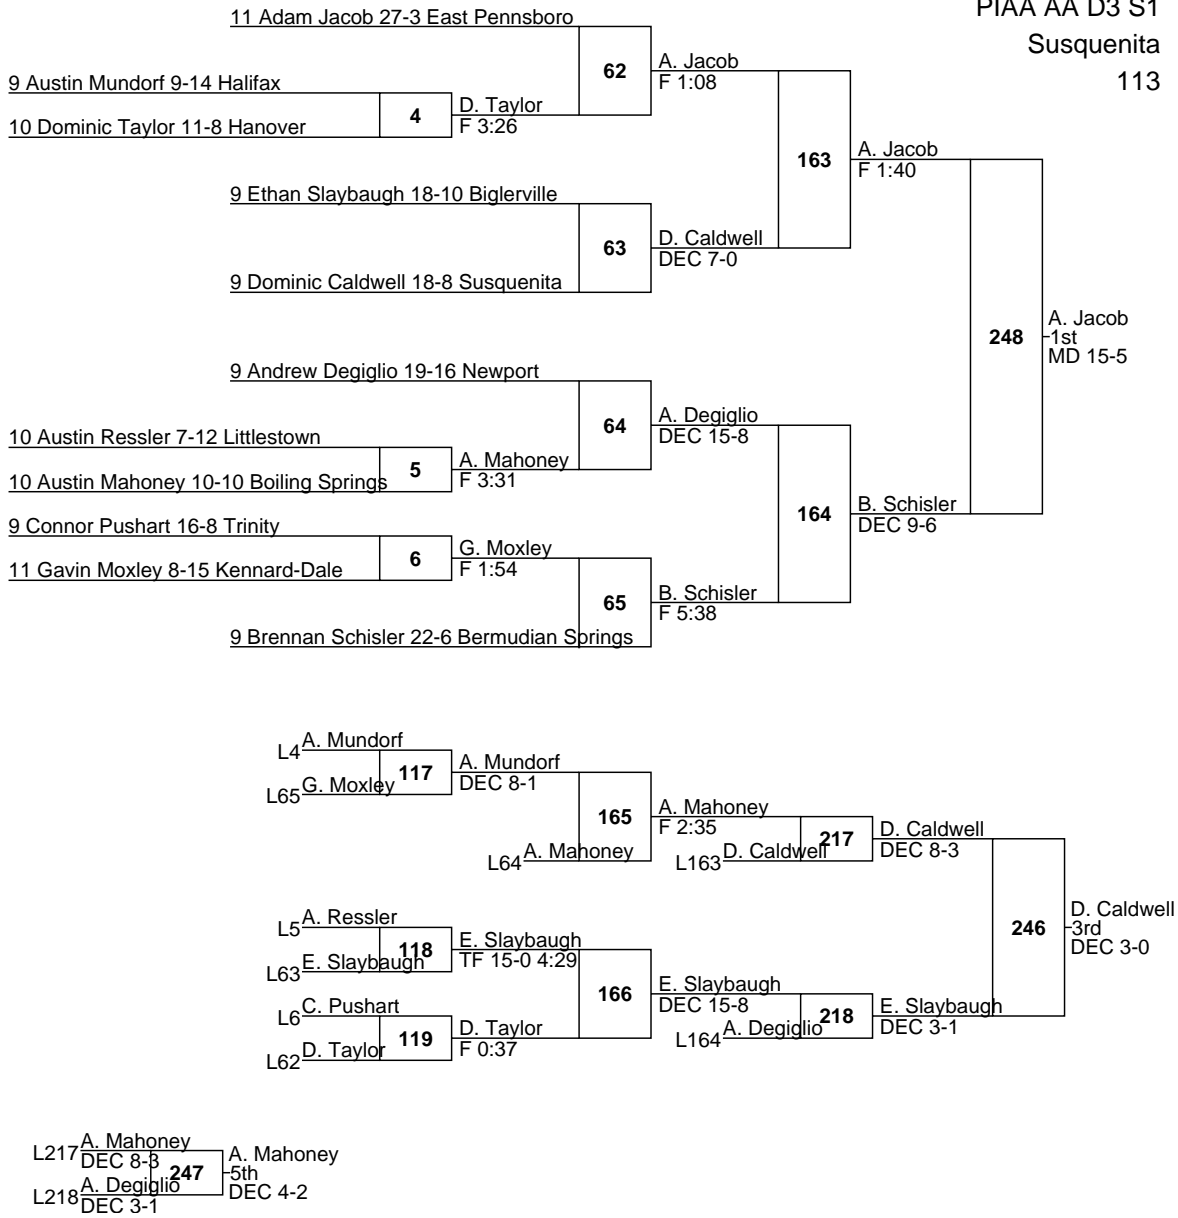 PIAA AA D3 S1
Susquenita
113
11 Adam Jacob 27-3 East Pennsboro
62
A. Jacob
F 1:08
9 Austin Mundorf 9-14 Halifax
4
D. Taylor
F 3:26
10 Dominic Taylor 11-8 Hanover
163
A. Jacob
F 1:40
9 Ethan Slaybaugh 18-10 Biglerville
63
D. Caldwell
DEC 7-0
9 Dominic Caldwell 18-8 Susquenita
248
A. Jacob
1st
MD 15-5
9 Andrew Degiglio 19-16 Newport
64
A. Degiglio
DEC 15-8
10 Austin Ressler 7-12 Littlestown
5
A. Mahoney
F 3:31
10 Austin Mahoney 10-10 Boiling Springs
164
B. Schisler
DEC 9-6
9 Connor Pushart 16-8 Trinity
6
G. Moxley
F 1:54
11 Gavin Moxley 8-15 Kennard-Dale
65
B. Schisler
F 5:38
9 Brennan Schisler 22-6 Bermudian Springs
L4 A. Mundorf
117
A. Mundorf
DEC 8-1
L65 G. Moxley
165
A. Mahoney
F 2:35
L64 A. Mahoney
L163 D. Caldwell
217
D. Caldwell
DEC 8-3
L5 A. Ressler
118
E. Slaybaugh
TF 15-0 4:29
L63 E. Slaybaugh
246
D. Caldwell
3rd
DEC 3-0
166
E. Slaybaugh
DEC 15-8
L6 C. Pushart
119
D. Taylor
F 0:37
L62 D. Taylor
L164 A. Degiglio
218
E. Slaybaugh
DEC 3-1
L217 A. Mahoney
DEC 8-3
247
A. Mahoney
5th
DEC 4-2
L218 A. Degiglio
DEC 3-1